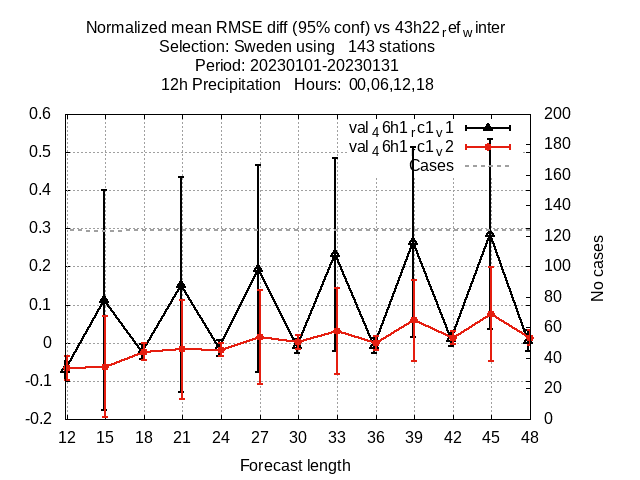 Normalized mean RMSE diff (95% conf) vs 43h22refwinter
Selection: Sweden using 143 stations
Period: 20230101-20230131
12h Precipitation Hours: 00,06,12,18
val46h1rc1v1
val46h1rc1v2
Cases
0.6
0.5
0.4
0.3
0.2
0.1
0
-0.1
-0.2
200
180
160
140
120
100
80
60
40
20
0
No cases
12 15 18 21 24 27 30 33 36 39 42 45 48
Forecast length